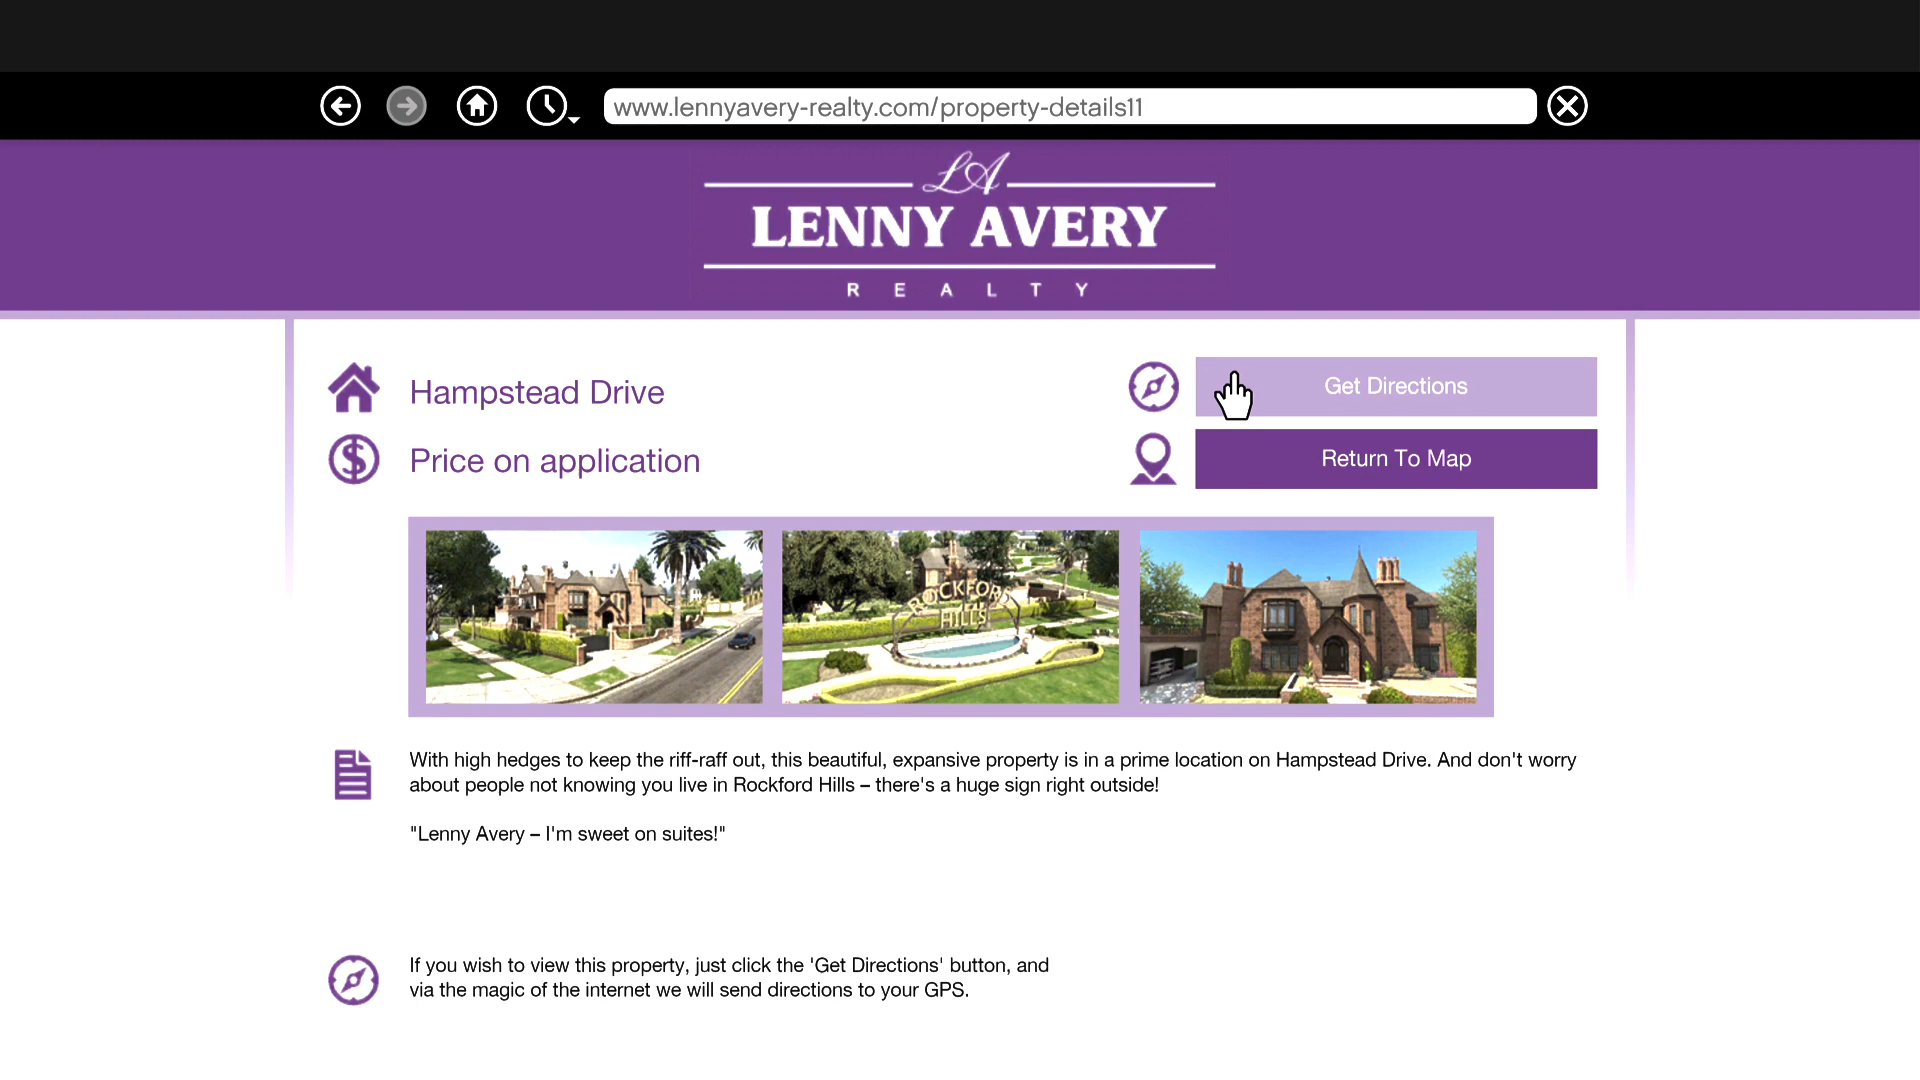 www.lennyavery-realty.com/property-details11
LA
LENNY AVERY
REALTY
Hampstead Drive
Get Directions
Price on application
Return To Map
ROCKFORD
HILLS
With high hedges to keep the riff-raff out, this beautiful, expansive property is in a prime location on Hampstead Drive. And don't worry
about people not knowing you live in Rockford Hills – there's a huge sign right outside!
"Lenny Avery – I'm sweet on suites!"
If you wish to view this property, just click the 'Get Directions' button, and
via the magic of the internet we will send directions to your GPS.